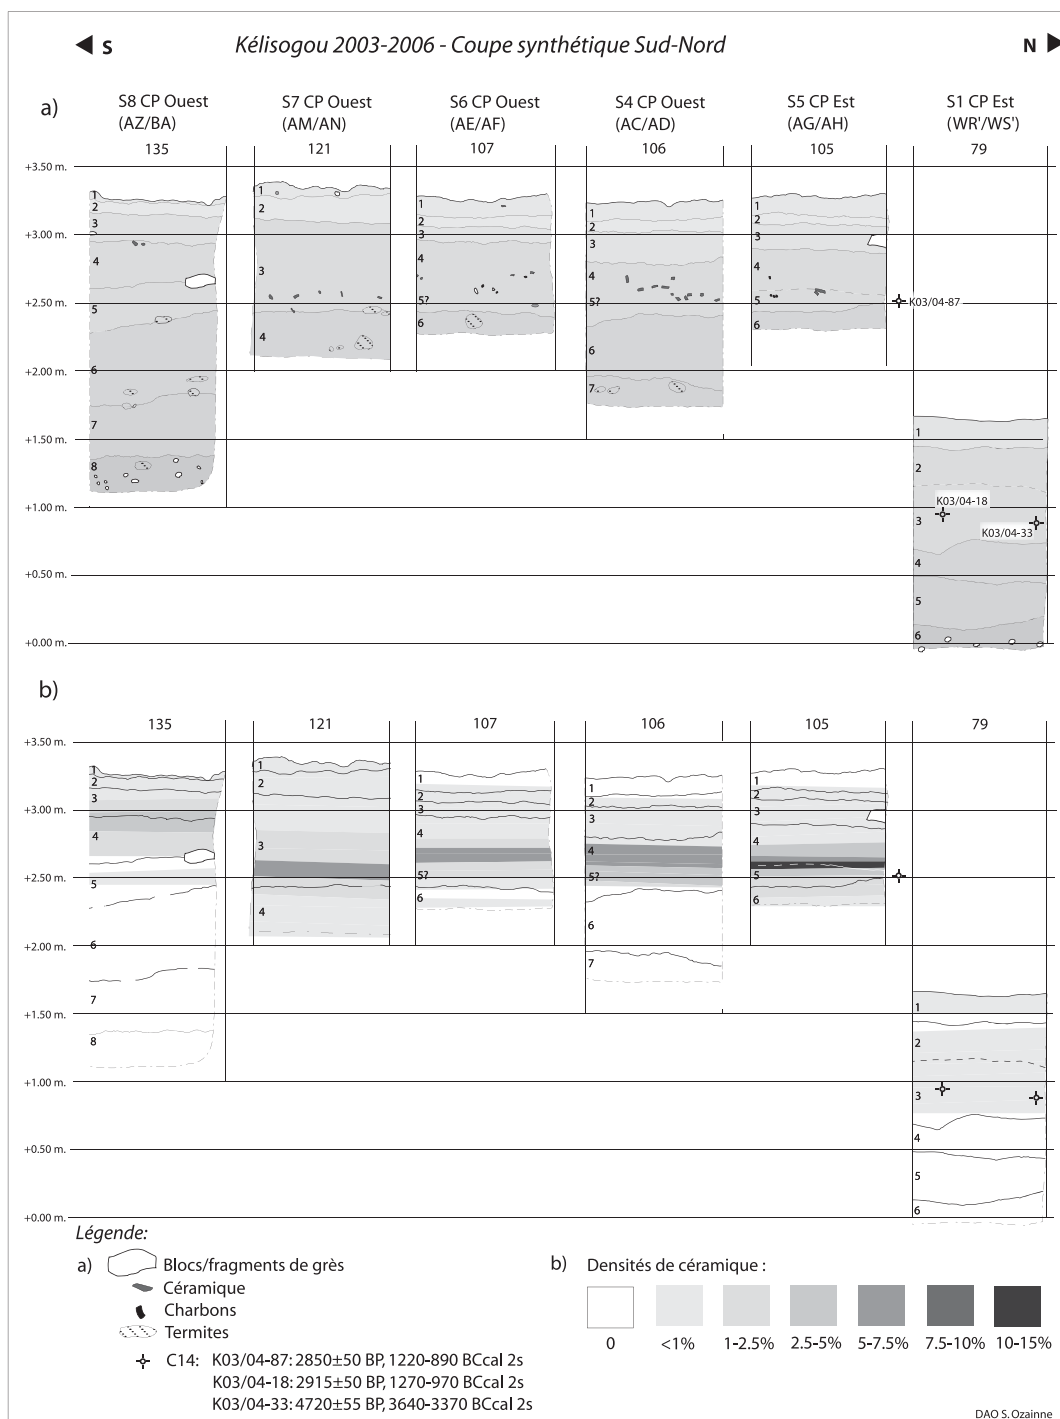 S Kélisogou 2003-2006 - Coupe synthétique Sud-Nord N
a) S8 CP Ouest S7 CP Ouest S6 CP Ouest S4 CP Ouest S5 CP Est S1 CP Est
(AZ/BA) (AM/AN) (AE/AF) (AC/AD) (AG/AH) (WR'/WS')
135 121 107 106 105 79
+3.50 m.
1 1 1 1 1
2 2 2 2 2
3 3 3 3
+3.00 m.
4 3 4 4 4
+2.50 m.
5 5? 5? 5 K03/04-87
6 4 6 6 6
+2.00 m.
7 7
+1.50 m.
8 1
2
+1.00 m.
K03/04-18
3
K03/04-33
4
+0.50 m.
5
6
+0.00 m.
b)
135 121 107 106 105 79
+3.50 m.
1 1 1 1 1
2 2 2 2 2
3 3 3 3
+3.00 m.
4 3 4 4 4
+2.50 m.
5 5? 5? 5
6 4 6 6 6
+2.00 m.
7 7
+1.50 m.
1
8 2
+1.00 m.
3
4
+0.50 m.
5
6
+0.00 m.
Légende:
a) Blocs/fragments de grès
Céramique
Charbons
Termites
C14: K03/04-87: 2850±50 BP, 1220-890 BCcal 2s
K03/04-18: 2915±50 BP, 1270-970 BCcal 2s
K03/04-33: 4720±55 BP, 3640-3370 BCcal 2s
b) Densités de céramique :
0 <1% 1-2.5% 2.5-5% 5-7.5% 7.5-10% 10-15%
DAO S. Ozainne